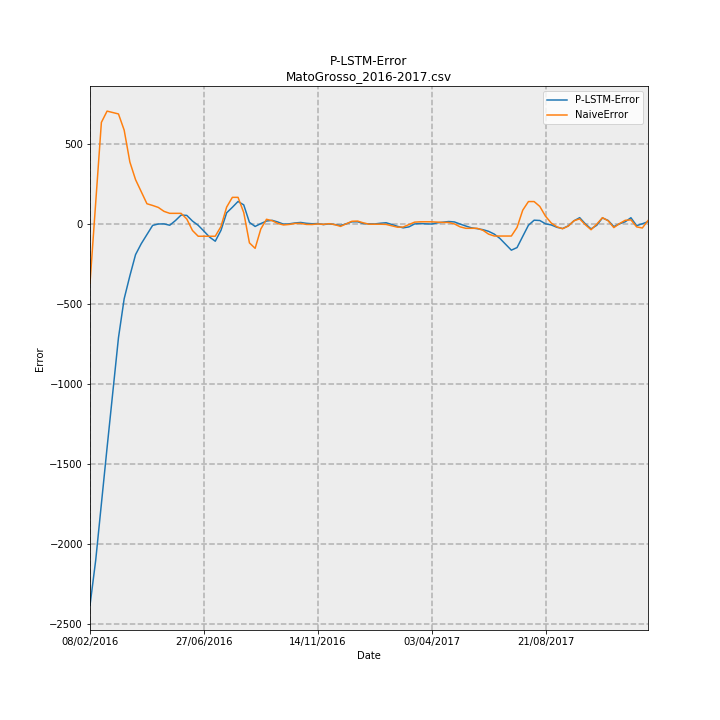 P-LSTM-Error
MatoGrosso_2016-2017.csv
P-LSTM-Error
NaiveError
500
0
−500
−1000
−1500
−2000
−2500
Error
08/02/2016
27/06/2016
14/11/2016
03/04/2017
21/08/2017
Date